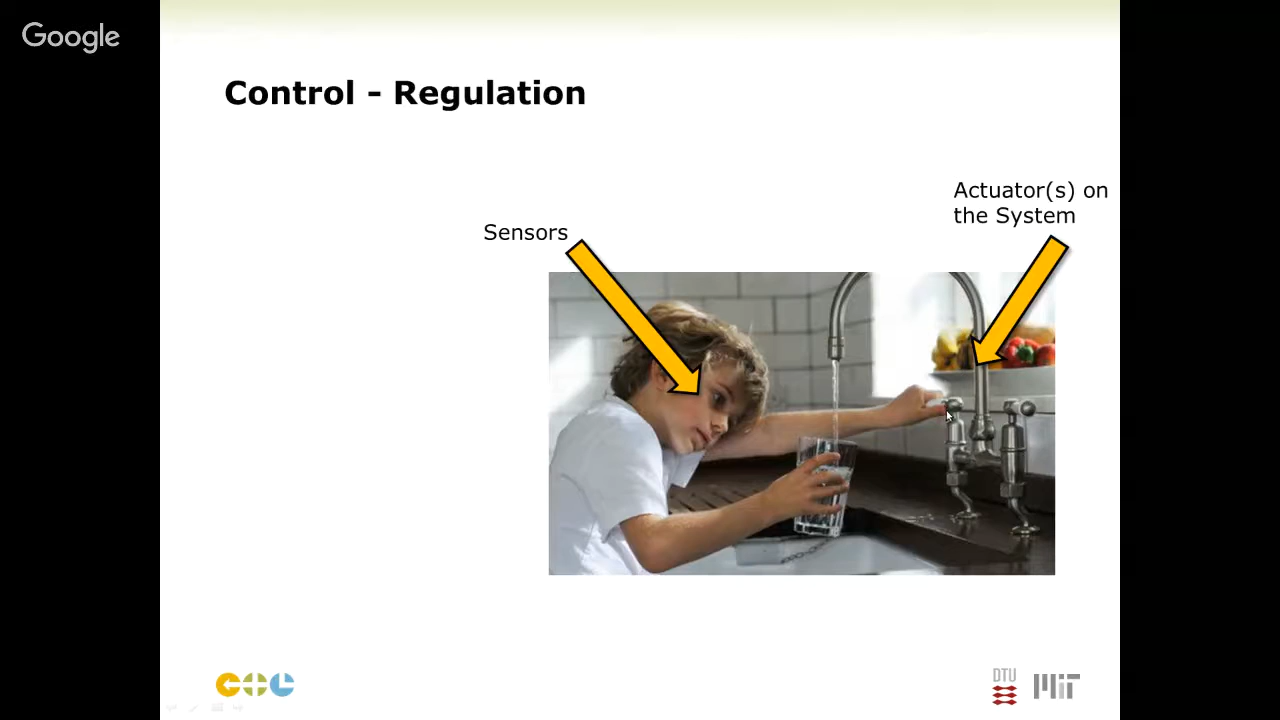 Google
Control - Regulation
Actuator(s) on
the System
Sensors
DTU
MIT